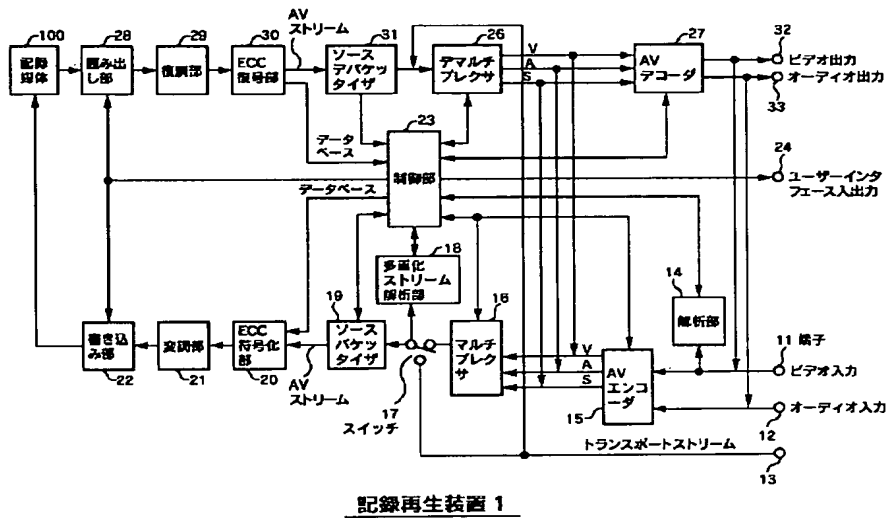 100
記録
媒体
28
読み出
し部
29
復調部
30
ECC
復号部
AV
ストリーム
31
ソース
デパケッ
タイザ
26
デマルチ
プレクサ
V
A
S
27
AV
デコーダ
32
ビデオ出力
オーディオ出力
33
データ
ベース
23
制御部
24
ユーザーインタ
フェース入出力
データベース
18
多重化
ストリーム
解析部
14
解析部
19
ソース
パケッ
タイザ
16
マルチ
プレク
サ
V
A
S
AV
エンコ
ーダ
15
11 端子
ビデオ入力
オーディオ入力
12
書き込
み部
22
変調部
21
ECC
符号化
部
20
AV
ストリーム
17
スイッチ
トランスポートストリーム
13
記録再生装置 1